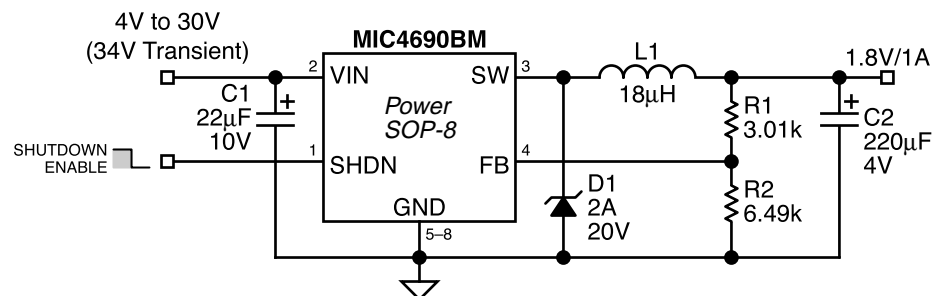 4V to 30V
(34V Transient)
MIC4690BM
2
VIN
SW
3
L1
18µH
1.8V/1A
C1
22µF
10V
+
Power
SOP-8
R1
3.01k
+
C2
220µF
4V
SHUTDOWN
ENABLE
1
SHDN
FB
4
D1
2A
20V
R2
6.49k
GND
5–8